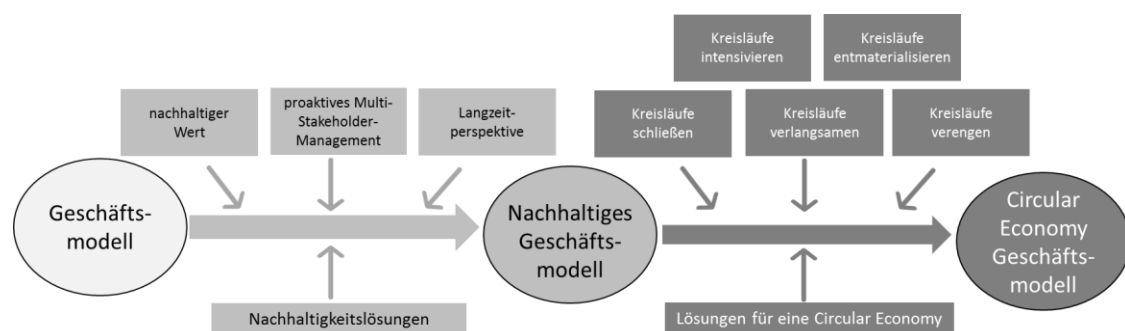 Kreisläufe
intensivieren
Kreisläufe
entmaterialisieren
nachhaltiger
Wert
proaktives Multi-
Stakeholder-
Management
Langzeit-
perspektive
Kreisläufe
schließen
Kreisläufe
verlangsamen
Kreisläufe
verengen
Geschäfts-
modell
Nachhaltiges
Geschäfts-
modell
Circular
Economy
Geschäfts-
modell
Nachhaltigkeitslösungen
Lösungen für eine Circular Economy